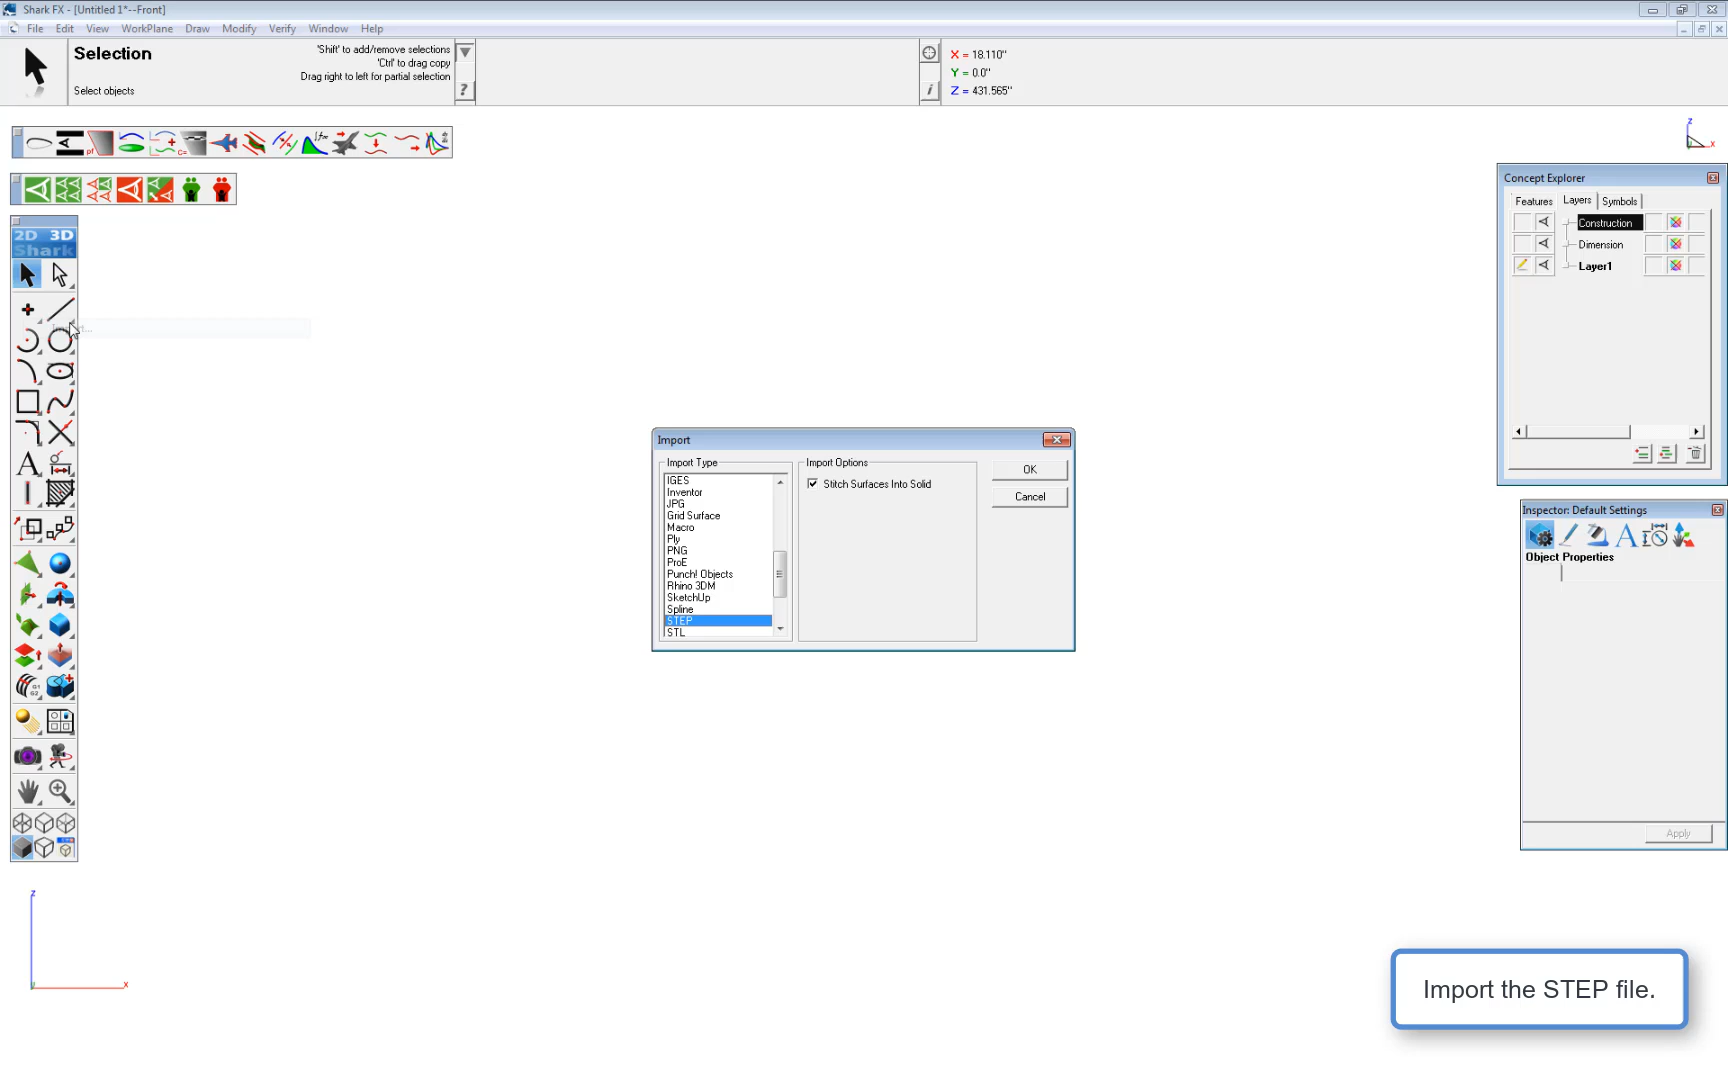 Shark FX - [Untitled 1*--Front]
File Edit View WorkPlane Draw Modify Verify Window Help
Selection
'Shift' to add/remove selections
'Ctrl' to drag copy
Drag right to left for partial selection
Select objects
?
i
X = 18.110"
Y = 0.0"
Z = 431.565"
2D 3D
Shark
Concept Explorer
Features Layers Symbols
Construction
Dimension
Layer1
Import
Import Type
IGES
Inventor
JPG
Grid Surface
Macro
Ply
PNG
ProE
Punch! Objects
Rhino 3DM
SketchUp
Spline
STEP
STL
Import Options
Stitch Surfaces Into Solid
OK
Cancel
Inspector: Default Settings
Object Properties
Apply
G1
G2
z
x
z
x
Import the STEP file.